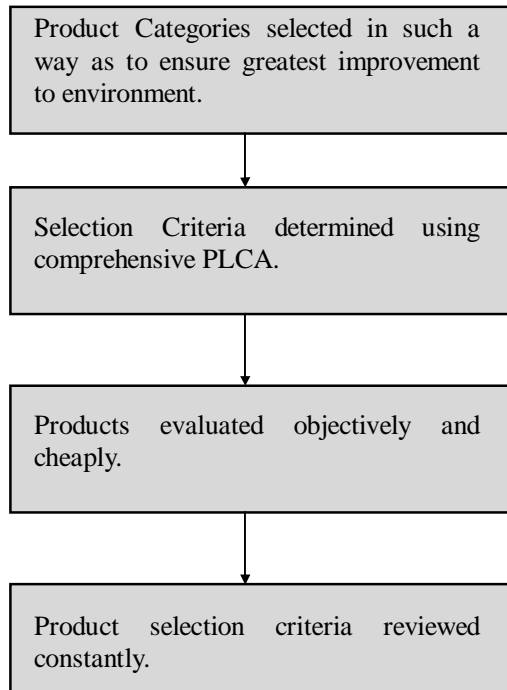 Product Categories selected in such a
way as to ensure greatest improvement
to environment.
Selection Criteria determined using
comprehensive PLCA.
Products evaluated objectively and
cheaply.
Product selection criteria reviewed
constantly.